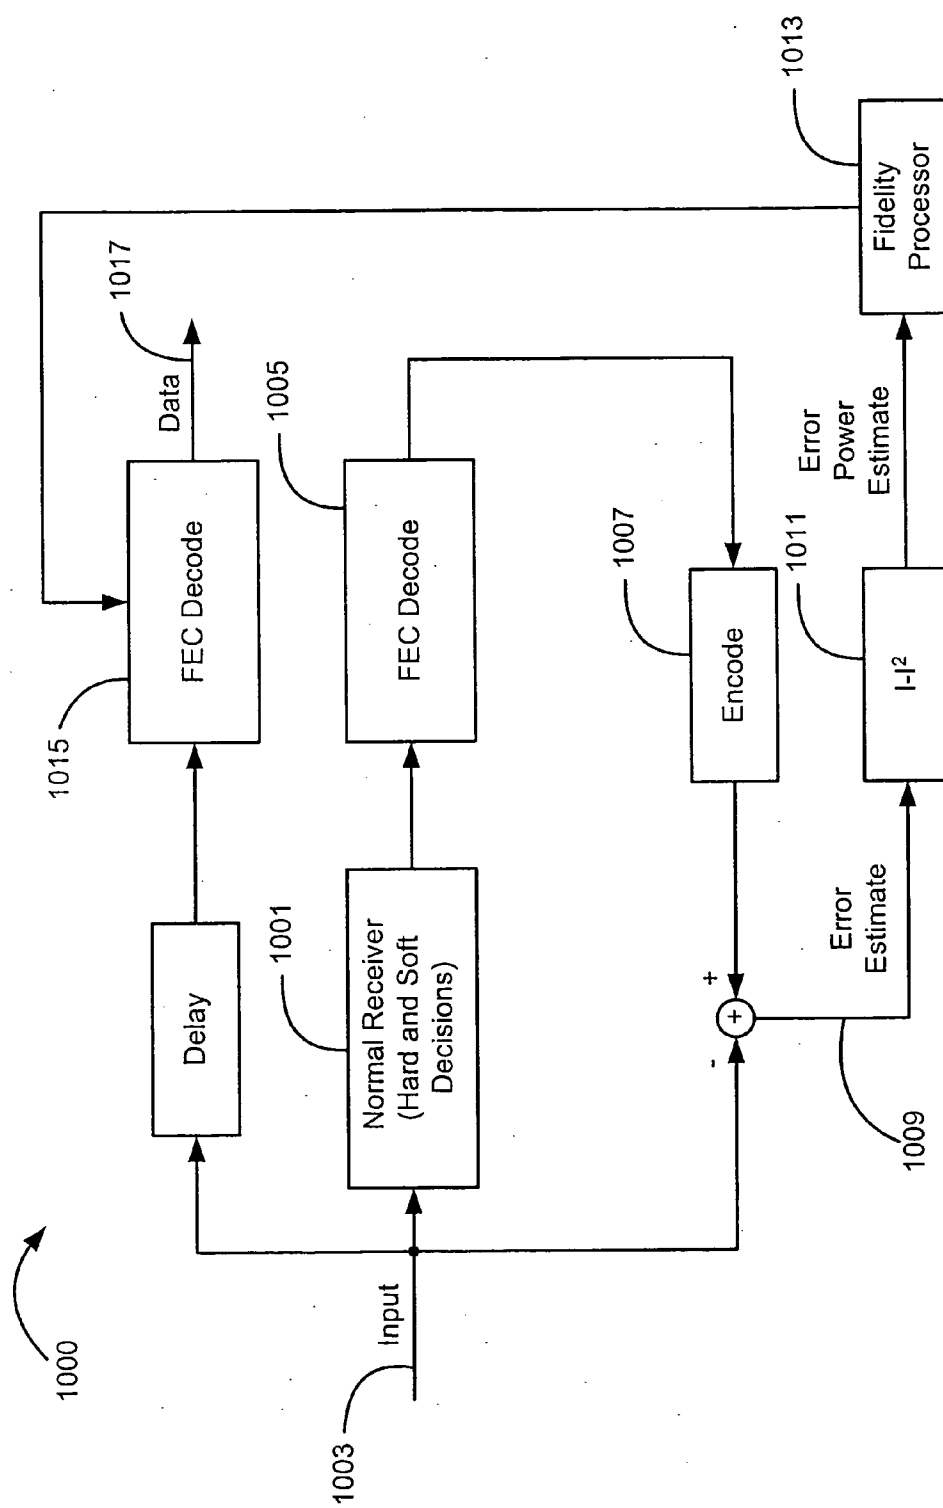 1000
1003
Input
Delay
1001
Normal Receiver
(Hard and Soft
Decisions)
1015
FEC Decode
Data
1017
FEC Decode
1005
1007
Encode
+
-
+
1009
Error
Estimate
1011
I-I²
Error
Power
Estimate
Fidelity
Processor
1013